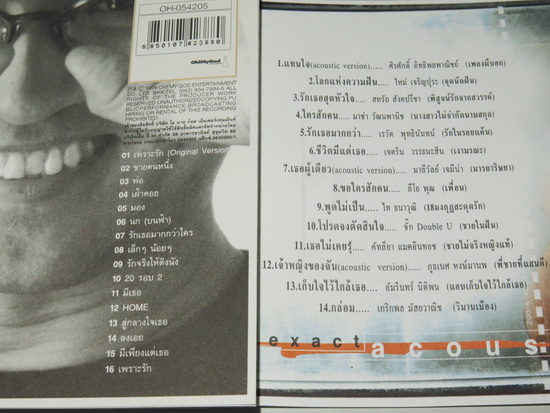 OH-054205
8 850107 423880
OhMyGod
01 เพราะรัก (Original Version)
02 ชายคนหนึ่ง
03 พ่อ
04 เฝ้าคอย
05 มอง
06 นก (บนฟ้า)
07 รักเธอมากกว่าใคร
08 เด็กๆ น้อยๆ
09 รักจริงให้ติงนัง
10 20 รอบ 2
11 มีเธอ
12 HOME
13 สู่กลางใจเธอ
14 ลงเอย
15 มีเพียงแต่เธอ
16 เพราะรัก
1.แทนใจ(acoustic version)..... ศิรศักดิ์ อิทธิพลพาณิชย์ (เพลงผีบอก)
2.โลกแห่งความฝัน..... ใหม่ เจริญปุระ (จุดนัดฝัน)
3.รักเธอสุดหัวใจ..... สหรัถ สังคปรีชา (พิสูจน์รักจากสวรรค์)
4.ใครสักคน..... มาช่า วัฒนพานิช (นางสาวไม่จำกัดนามสกุล)
5.รักเธอมากกว่า..... เรวัต พุทธินันทน์ (รักในรอยแค้น)
6.ชีวิตมีแต่เธอ..... เจตริน วรรธนะสิน (เงามรณะ)
7.เธอผู้เดียว(acoustic version)..... มาลีวัลย์ เจมีน่า (มารยาริษยา)
8.ขอใครสักคน..... ลีโอ พุฒ (เพื่อน)
9.พูดไม่เป็น..... ไท ธนาวุฒิ (18มงกุฎสะดุดรัก)
10.โปรดจงตัดสินใจ..... จั๊ก Double U (ชายในฝัน)
11.เธอไม่เคยรู้..... คัทลียา แมคอินทอช (ชายไม่จริงหญิงแท้)
12.เจ้าหญิงของฉัน(acoustic version)..... ภูธเนศ หงษ์มานพ (พี่ชายที่แสนดี)
13.เก็บใจไว้ใกล้เธอ..... อัมรินทร์ นิติพน (แอบเก็บใจไว้ใกล้เธอ)
14.กล่อม..... เกริกพล มัสยวาณิช (วิมานเมือง)
exact acous